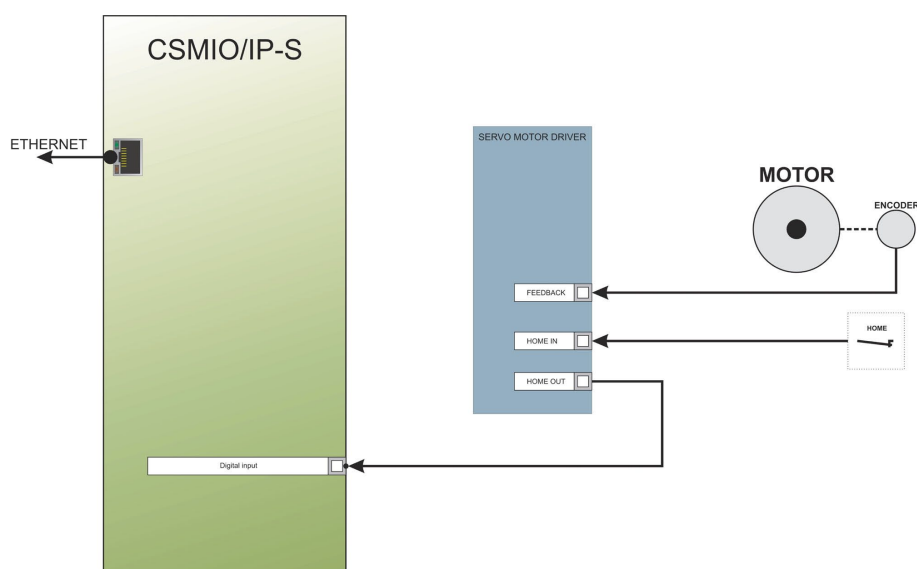 CSMIO/IP-S
ETHERNET
SERVO MOTOR DRIVER
MOTOR
ENCODER
FEEDBACK
HOME IN
HOME
HOME OUT
Digital input